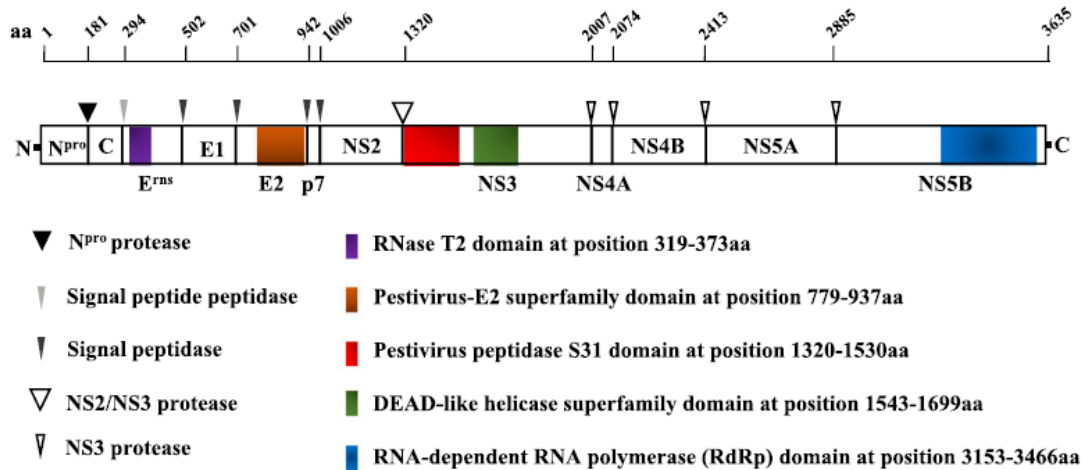 aa 1 181 294 502 701 942 1006 1320 2007 2074 2413 2885 3635
N Npro C E1 NS2 NS4B NS5A C
Erns E2 p7 NS3 NS4A NS5B
Npro protease
RNase T2 domain at position 319-373aa
Signal peptide peptidase
Pestivirus-E2 superfamily domain at position 779-937aa
Signal peptidase
Pestivirus peptidase S31 domain at position 1320-1530aa
NS2/NS3 protease
DEAD-like helicase superfamily domain at position 1543-1699aa
NS3 protease
RNA-dependent RNA polymerase (RdRp) domain at position 3153-3466aa